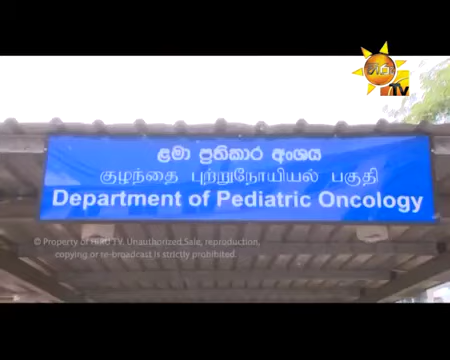 හිරු
TV
ළමා ප්‍රතිකාර අංශය
குழந்தை புற்றுநோயியல் பகுதி
Department of Pediatric Oncology
© Property of HIRU TV. Unauthorized Sale, reproduction,
copying or re-broadcast is strictly prohibited.